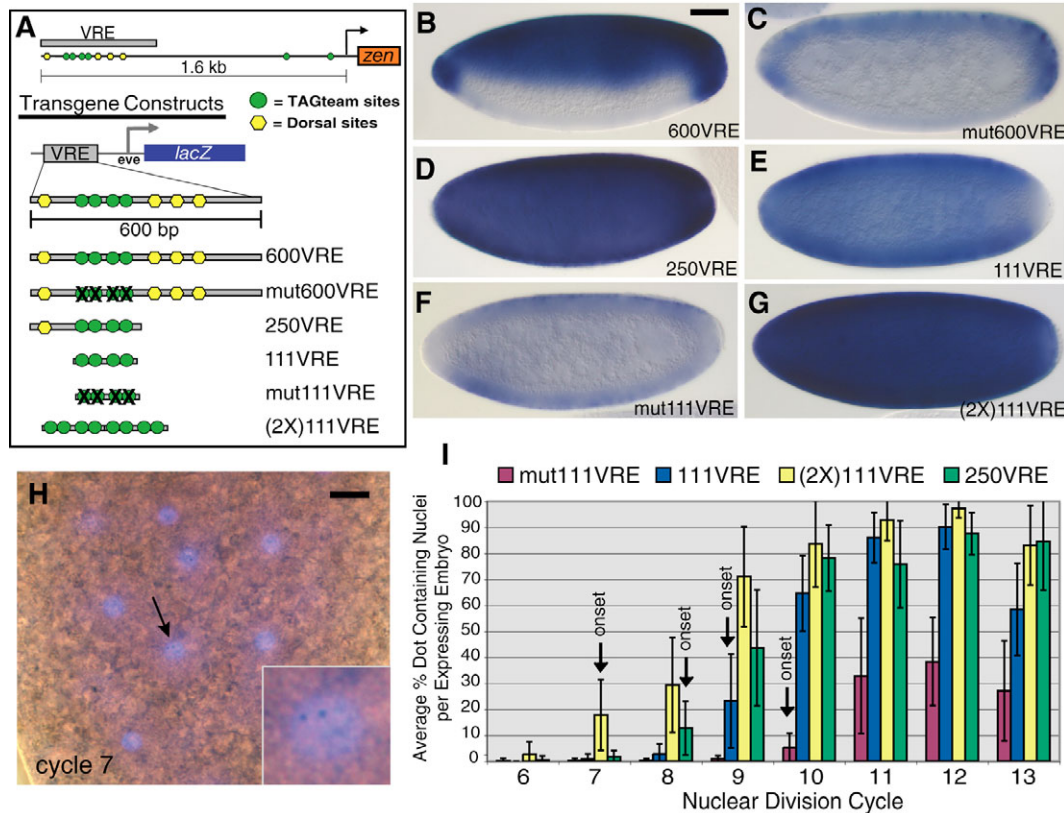 A
VRE
zen
1.6 kb
Transgene Constructs
= TAGteam sites
= Dorsal sites
VRE
eve
lacZ
600 bp
600VRE
mut600VRE
250VRE
111VRE
mut111VRE
(2X)111VRE
B
600VRE
C
mut600VRE
D
250VRE
E
111VRE
F
mut111VRE
G
(2X)111VRE
H
cycle 7
I
mut111VRE 111VRE (2X)111VRE 250VRE
Average % Dot Containing Nuclei
per Expressing Embryo
100
90
80
70
60
50
40
30
20
10
0
onset
onset
onset
onset
6 7 8 9 10 11 12 13
Nuclear Division Cycle